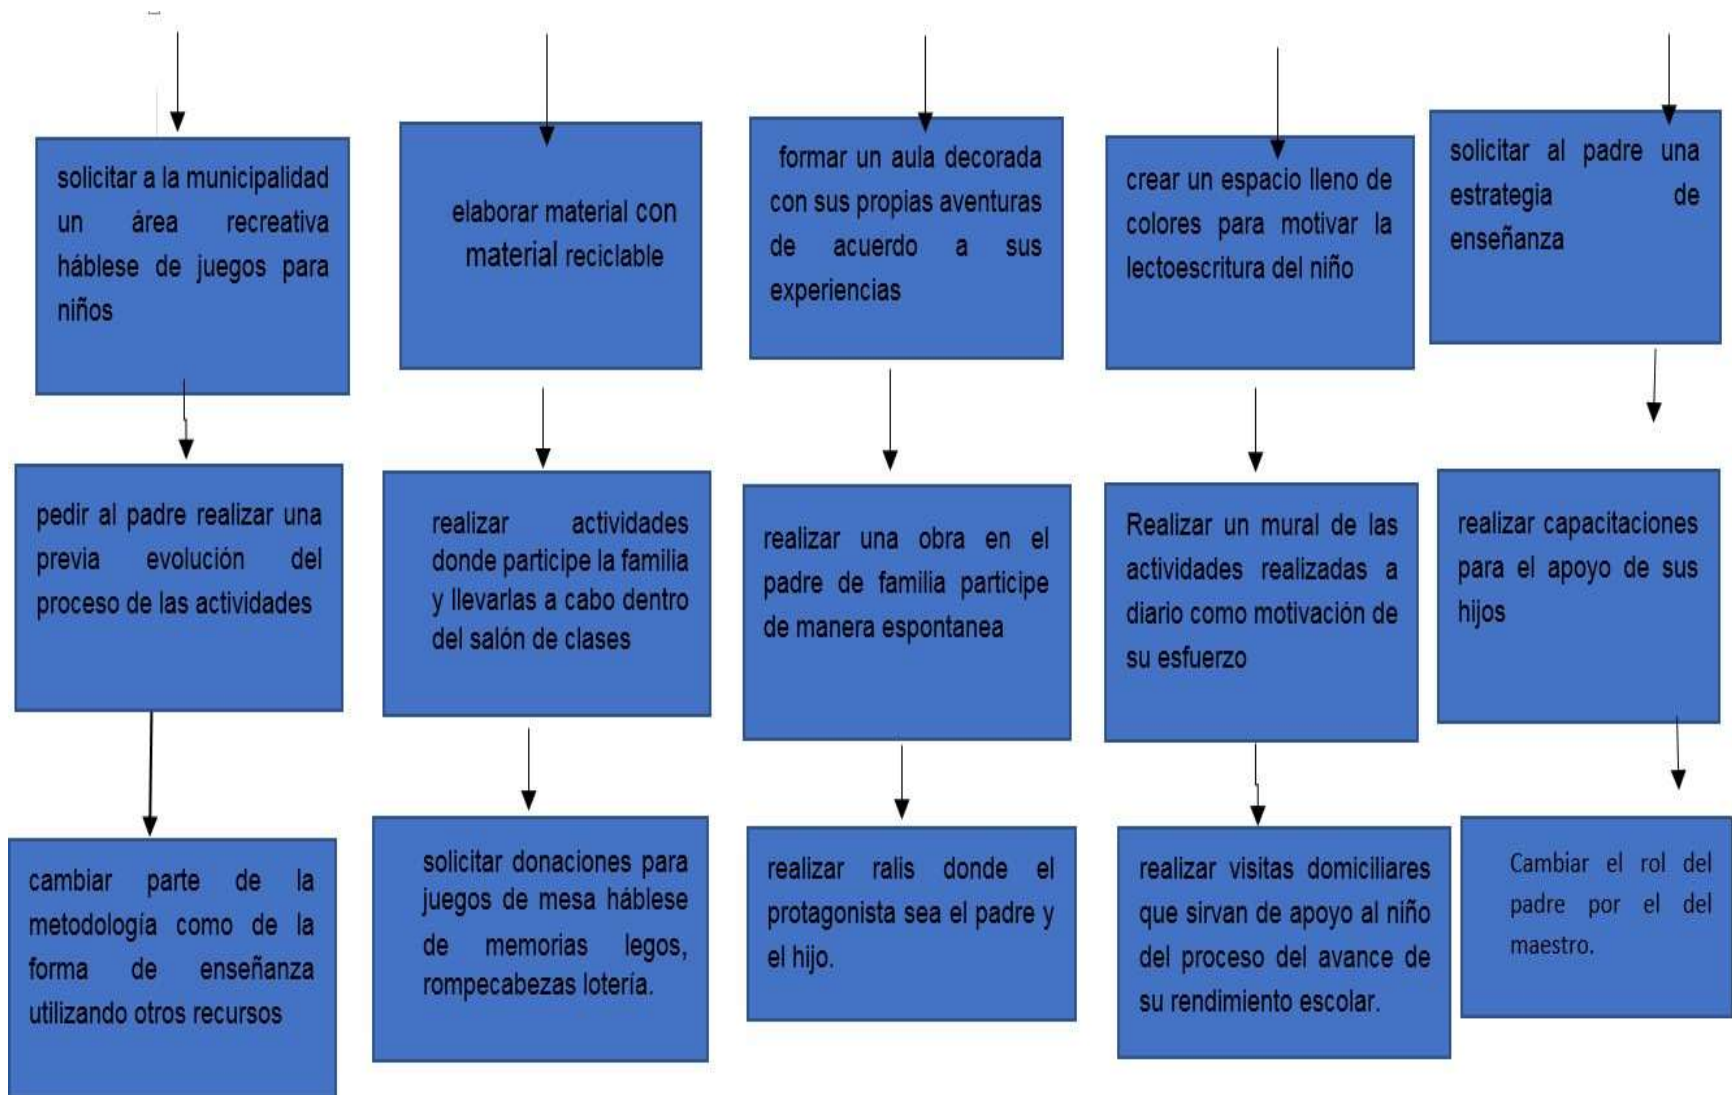 solicitar a la municipalidad
un área recreativa
háblese de juegos para
niños
elaborar material con
material reciclable
formar un aula decorada
con sus propias aventuras
de acuerdo a sus
experiencias
crear un espacio lleno de
colores para motivar la
lectoescritura del niño
solicitar al padre una
estrategia de
enseñanza
pedir al padre realizar una
previa evolución del
proceso de las actividades
realizar actividades
donde participe la familia
y llevarlas a cabo dentro
del salón de clases
realizar una obra en el
padre de familia participe
de manera espontanea
Realizar un mural de las
actividades realizadas a
diario como motivación de
su esfuerzo
realizar capacitaciones
para el apoyo de sus
hijos
cambiar parte de la
metodología como de la
forma de enseñanza
utilizando otros recursos
solicitar donaciones para
juegos de mesa háblese
de memorias legos,
rompecabezas lotería.
realizar ralis donde el
protagonista sea el padre y
el hijo.
realizar visitas domiciliares
que sirvan de apoyo al niño
del proceso del avance de
su rendimiento escolar.
Cambiar el rol del
padre por el del
maestro.